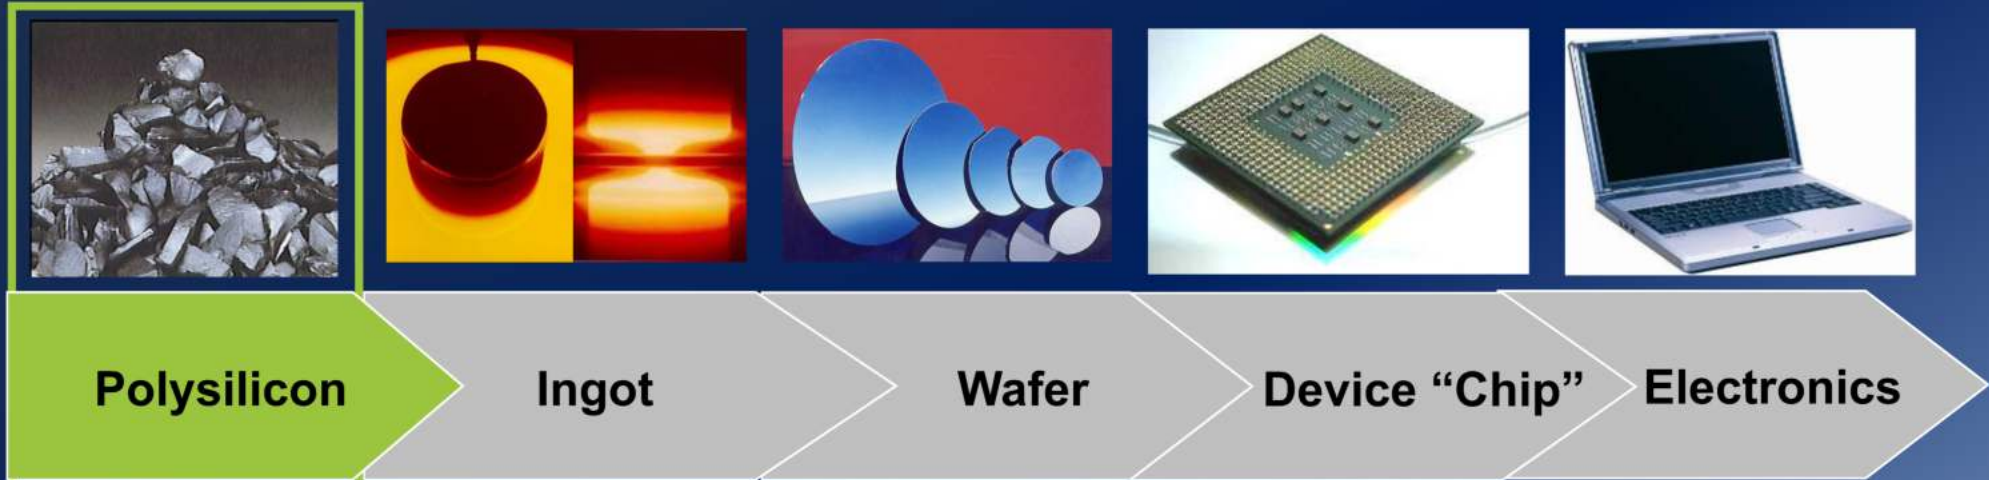 Polysilicon
Ingot
Wafer
Device “Chip”
Electronics